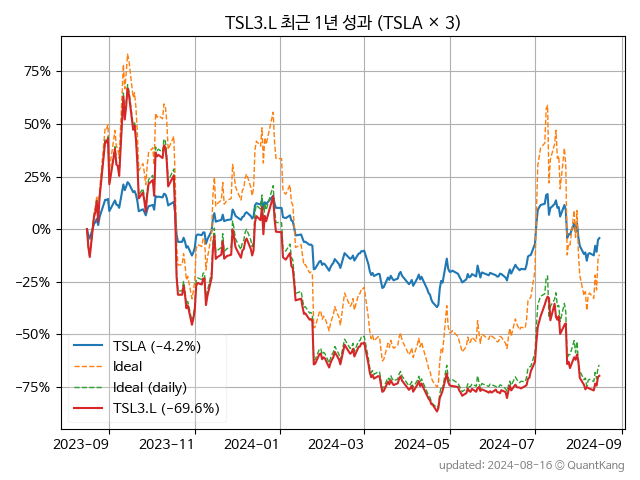 TSL3.L 최근 1년 성과 (TSLA × 3)
75%
50%
25%
0%
−25%
−50%
−75%
TSLA (−4.2%)
Ideal
Ideal (daily)
TSL3.L (−69.6%)
2023−09 2023−11 2024−01 2024−03 2024−05 2024−07 2024−09
updated: 2024-08-16 © QuantKang